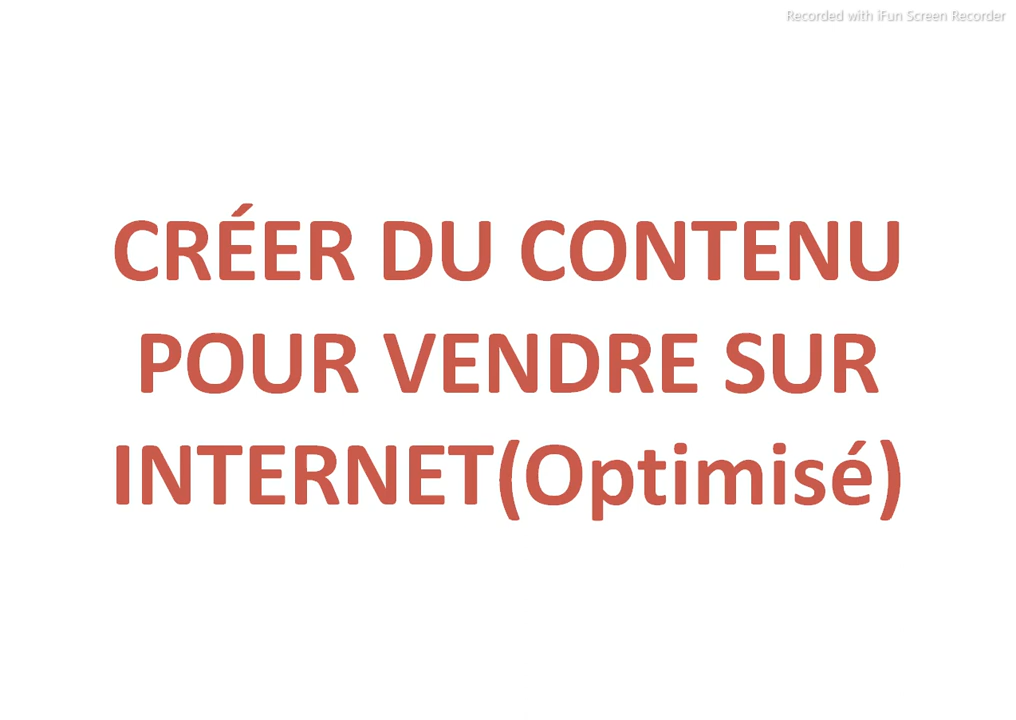 Recorded with iFun Screen Recorder
CRÉER DU CONTENU
POUR VENDRE SUR
INTERNET(Optimisé)